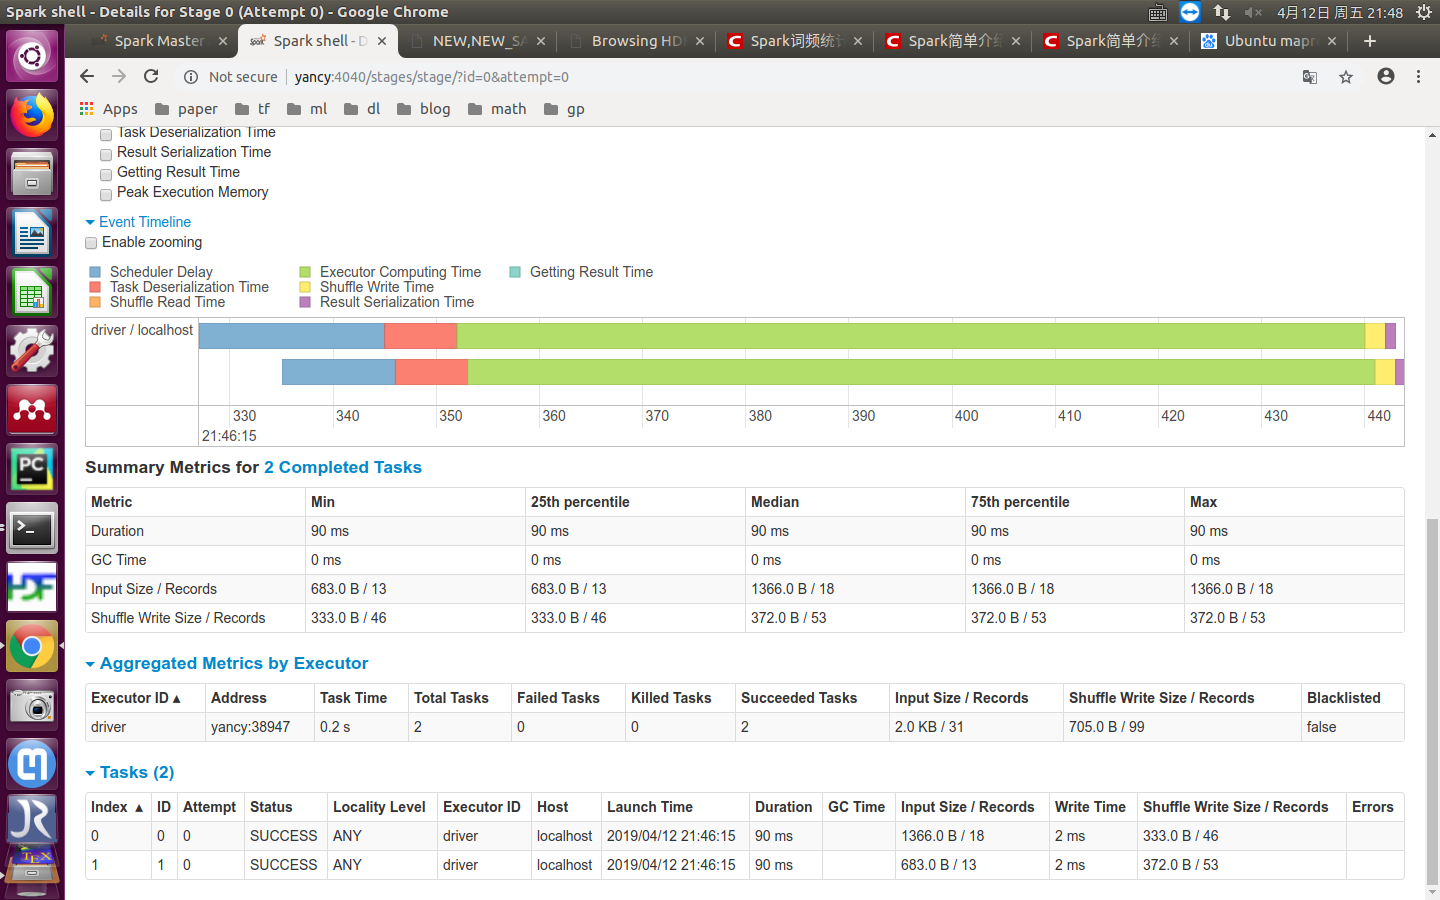 Spark shell - Details for Stage 0 (Attempt 0) - Google Chrome
4月12日 周五 21:48
Spark Master
Spark shell - D
NEW,NEW_SA
Browsing HDF
Spark词频统计
Spark简单介绍
Spark简单介绍
Ubuntu mapr
Not secure
yancy:4040/stages/stage/?id=0&attempt=0
Apps paper tf ml dl blog math gp
Task Deserialization Time
Result Serialization Time
Getting Result Time
Peak Execution Memory
Event Timeline
Enable zooming
Scheduler Delay Executor Computing Time Getting Result Time
Task Deserialization Time Shuffle Write Time
Shuffle Read Time Result Serialization Time
driver / localhost
330 340 350 360 370 380 390 400 410 420 430 440
21:46:15
Summary Metrics for 2 Completed Tasks
Metric Min 25th percentile Median 75th percentile Max
Duration 90 ms 90 ms 90 ms 90 ms 90 ms
GC Time 0 ms 0 ms 0 ms 0 ms 0 ms
Input Size / Records 683.0 B / 13 683.0 B / 13 1366.0 B / 18 1366.0 B / 18 1366.0 B / 18
Shuffle Write Size / Records 333.0 B / 46 333.0 B / 46 372.0 B / 53 372.0 B / 53 372.0 B / 53
Aggregated Metrics by Executor
Executor ID ▴ Address Task Time Total Tasks Failed Tasks Killed Tasks Succeeded Tasks Input Size / Records Shuffle Write Size / Records Blacklisted
driver yancy:38947 0.2 s 2 0 0 2 2.0 KB / 31 705.0 B / 99 false
Tasks (2)
Index ▴ ID Attempt Status Locality Level Executor ID Host Launch Time Duration GC Time Input Size / Records Write Time Shuffle Write Size / Records Errors
0 0 0 SUCCESS ANY driver localhost 2019/04/12 21:46:15 90 ms 1366.0 B / 18 2 ms 333.0 B / 46
1 1 0 SUCCESS ANY driver localhost 2019/04/12 21:46:15 90 ms 683.0 B / 13 2 ms 372.0 B / 53
PC
HDF
JR
TEX